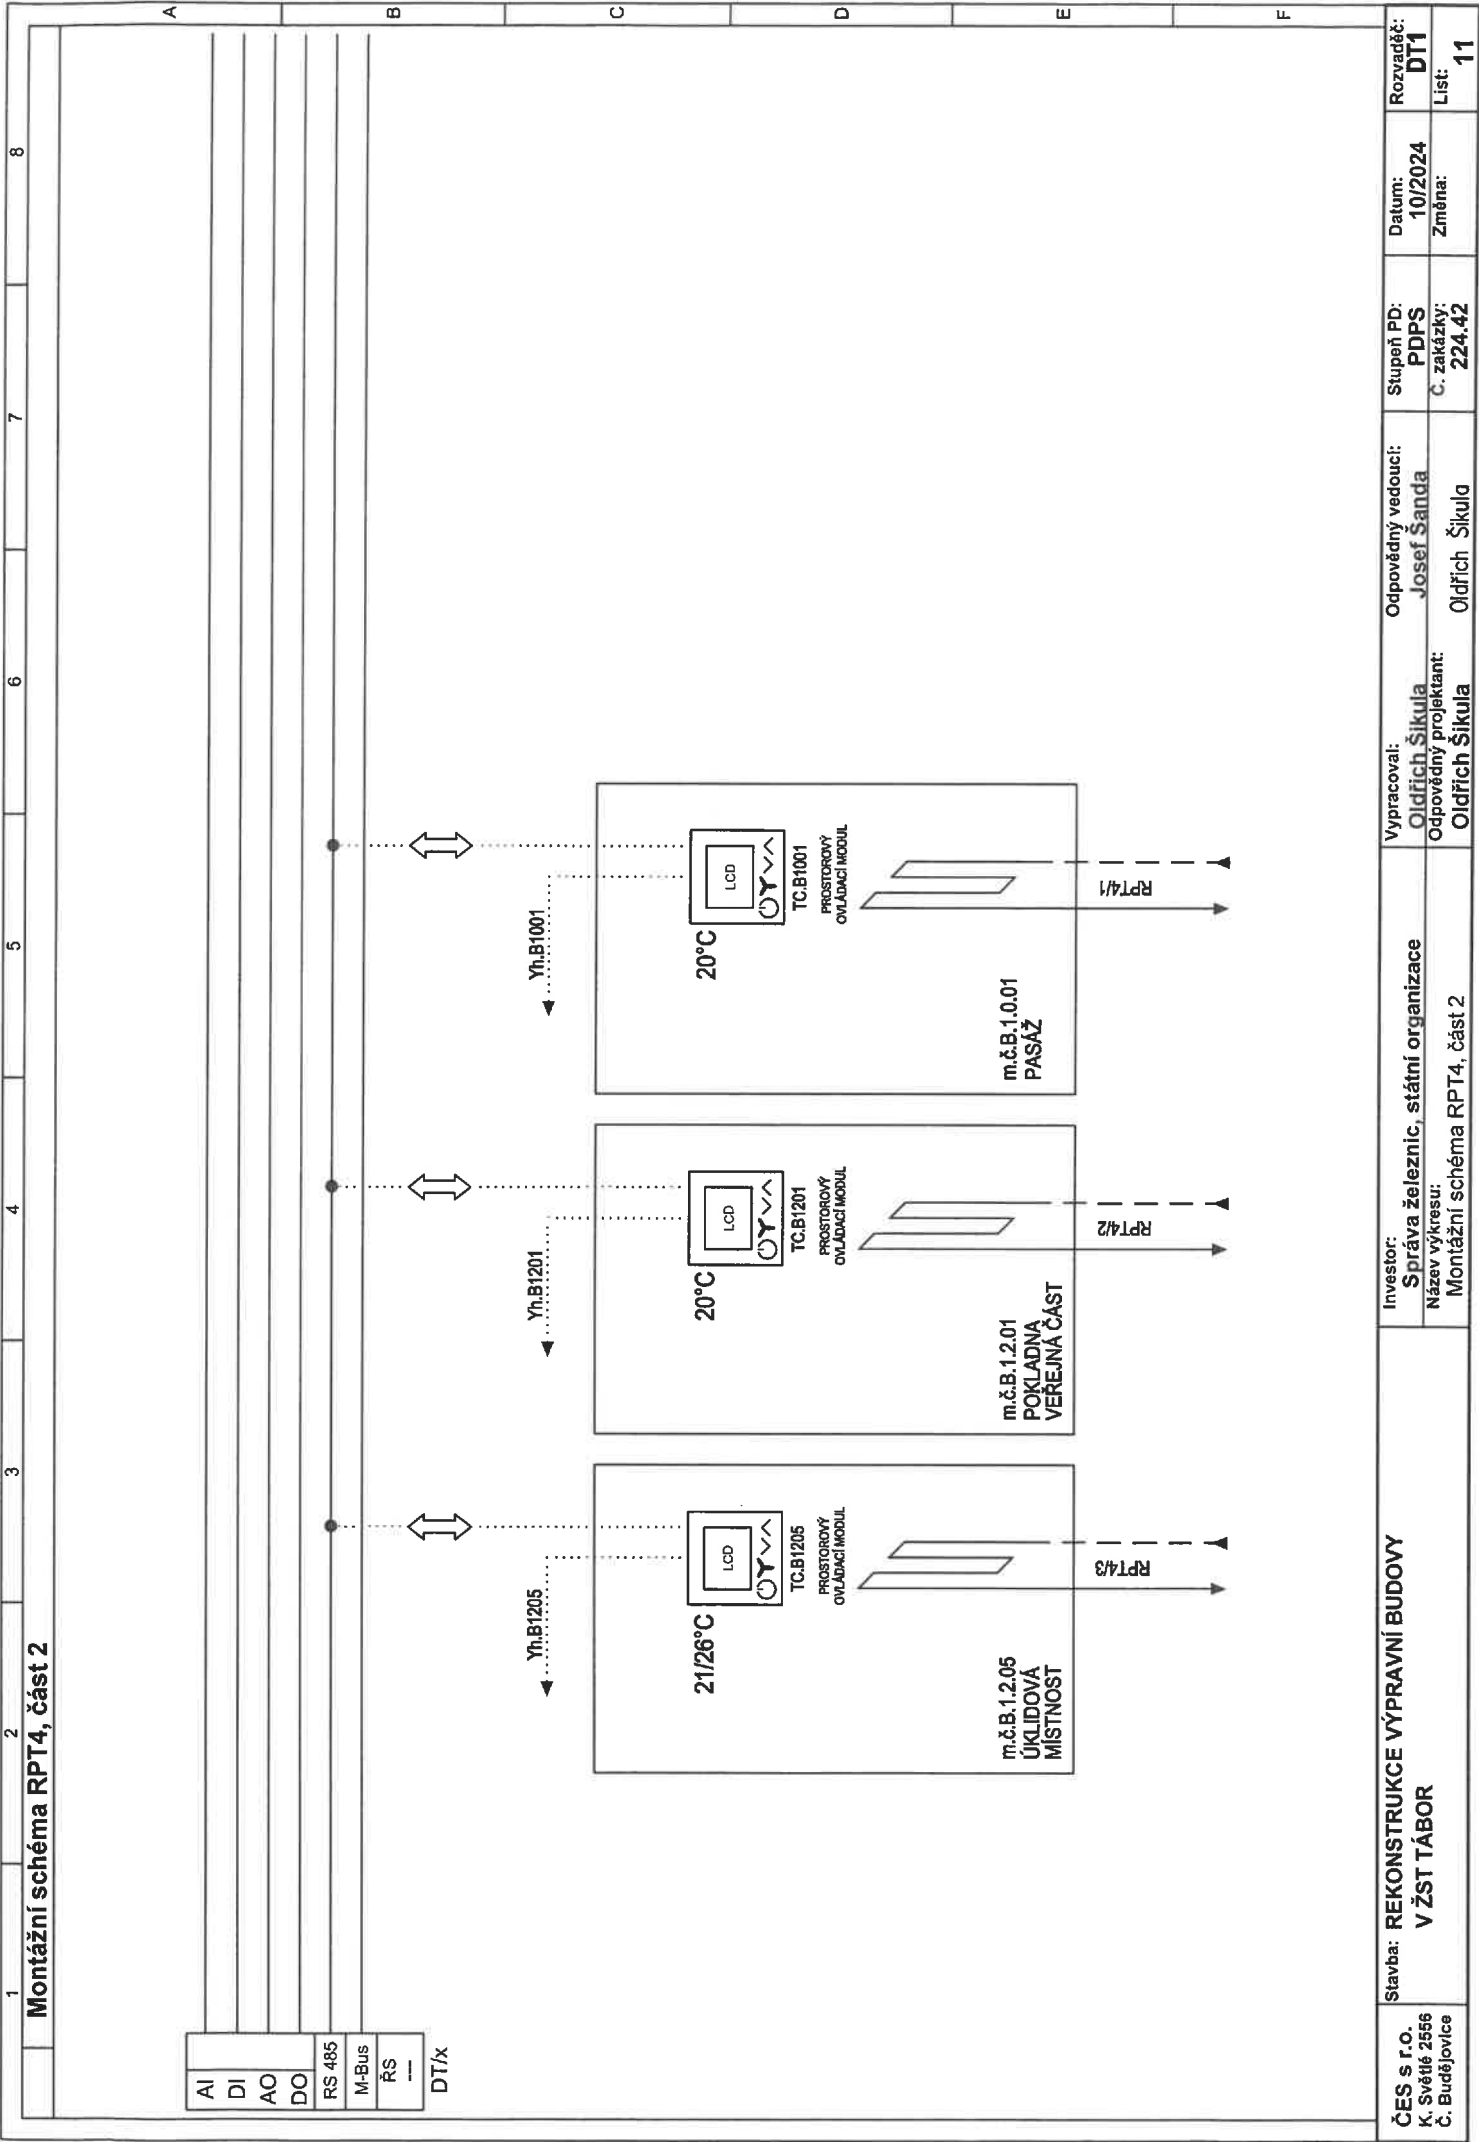 1
2
3
4
5
6
7
8
Montážní schéma RPT4, část 2
A
B
C
D
E
F
AI
DI
AO
DO
RS 485
M-Bus
ŘS
---
DT/x
Yh.B1205
Yh.B1201
Yh.B1001
21/26°C
LCD
TC.B1205
PROSTOROVÝ
OVLÁDACÍ MODUL
m.č.B.1.2.05
ÚKLIDOVÁ
MÍSTNOST
RPT4/3
20°C
LCD
TC.B1201
PROSTOROVÝ
OVLÁDACÍ MODUL
m.č.B.1.2.01
POKLADNA
VEŘEJNÁ ČÁST
RPT4/2
20°C
LCD
TC.B1001
PROSTOROVÝ
OVLÁDACÍ MODUL
m.č.B.1.0.01
PASÁŽ
RPT4/1
ČES s r.o.
K. Světlé 2556
Č. Budějovice
Stavba: REKONSTRUKCE VÝPRAVNÍ BUDOVY
V ŽST TÁBOR
Investor:
Správa železnic, státní organizace
Název výkresu:
Montážní schéma RPT4, část 2
Vypracoval:
Oldřich Šikula
Odpovědný projektant:
Oldřich Šikula
Odpovědný vedoucí:
Josef Šanda
Oldřich Šikula
Stupeň PD:
PDPS
Č. zakázky:
224.42
Datum:
10/2024
Změna:
Rozvaděč:
DT1
List:
11